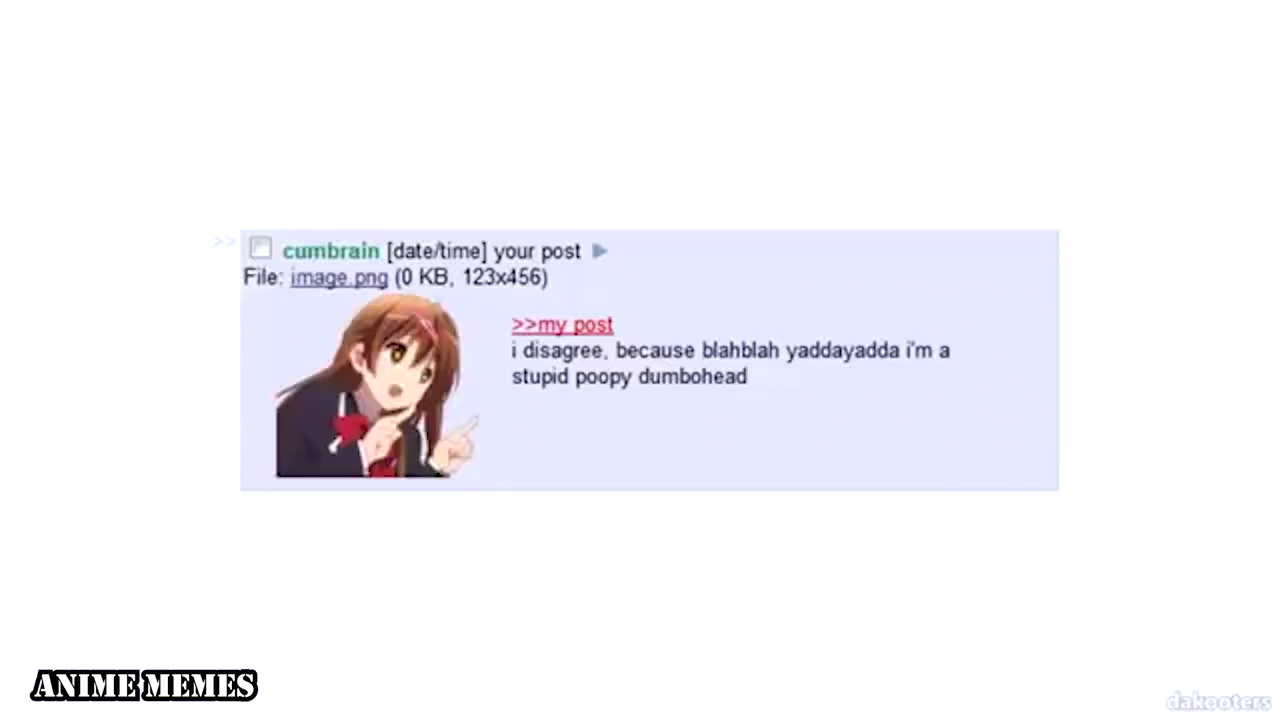 >>
cumbrain [date/time] your post
File: image.png (0 KB, 123x456)
>>my post
i disagree, because blahblah yaddayadda i'm a
stupid poopy dumbohead
ANIME MEMES
dakooters